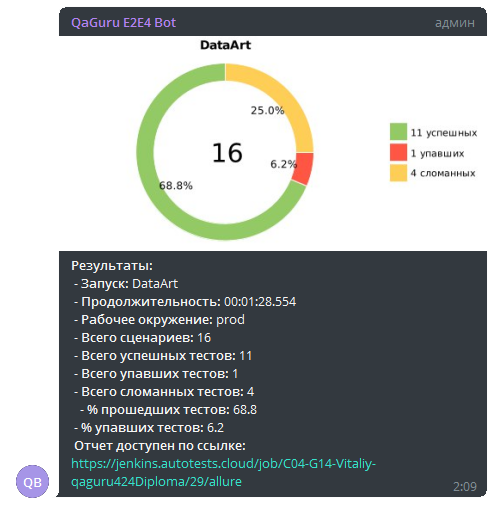 QaGuru E2E4 Bot админ
DataArt
25.0%
16
6.2%
68.8%
11 успешных
1 упавших
4 сломанных
Результаты:
- Запуск: DataArt
- Продолжительность: 00:01:28.554
- Рабочее окружение: prod
- Всего сценариев: 16
- Всего успешных тестов: 11
- Всего упавших тестов: 1
- Всего сломанных тестов: 4
- % прошедших тестов: 68.8
- % упавших тестов: 6.2
Отчет доступен по ссылке:
https://jenkins.autotests.cloud/job/C04-G14-Vitaliy-
qaguru424Diploma/29/allure
QB
2:09